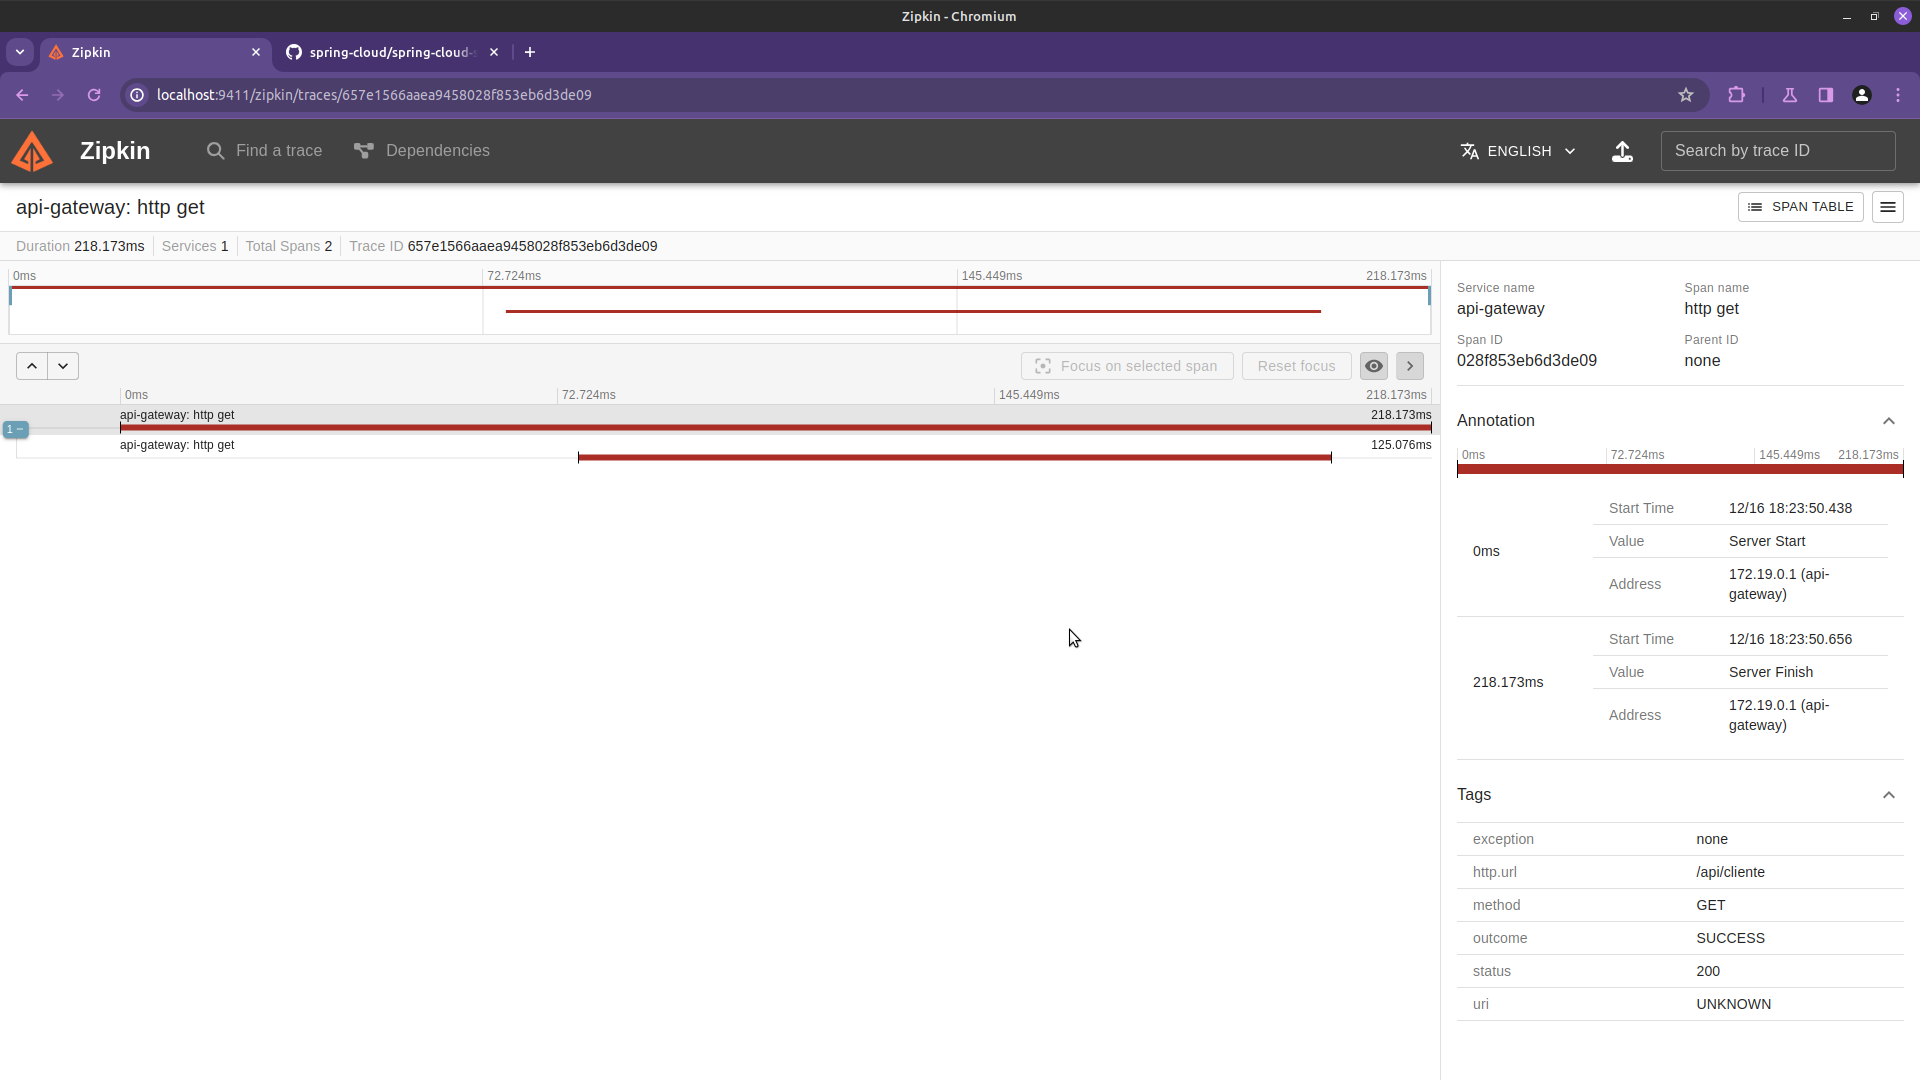 Zipkin - Chromium
Zipkin
spring-cloud/spring-cloud-
localhost:9411/zipkin/traces/657e1566aaea9458028f853eb6d3de09
Zipkin
Find a trace
Dependencies
ENGLISH
Search by trace ID
api-gateway: http get
SPAN TABLE
Duration 218.173ms Services 1 Total Spans 2 Trace ID 657e1566aaea9458028f853eb6d3de09
0ms 72.724ms 145.449ms 218.173ms
Focus on selected span
Reset focus
0ms 72.724ms 145.449ms 218.173ms
api-gateway: http get 218.173ms
1 −
api-gateway: http get 125.076ms
Service name Span name
api-gateway http get
Span ID Parent ID
028f853eb6d3de09 none
Annotation
0ms 72.724ms 145.449ms 218.173ms
Start Time 12/16 18:23:50.438
0ms
Value Server Start
Address 172.19.0.1 (api-
gateway)
Start Time 12/16 18:23:50.656
218.173ms
Value Server Finish
Address 172.19.0.1 (api-
gateway)
Tags
exception none
http.url /api/cliente
method GET
outcome SUCCESS
status 200
uri UNKNOWN